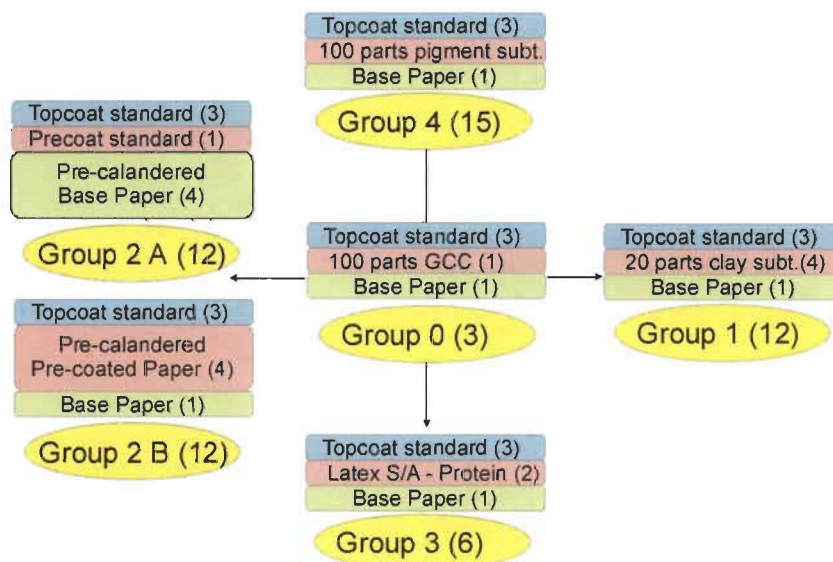 Topcoat standard (3)
100 parts pigment subt.
Base Paper (1)
Group 4 (15)
Topcoat standard (3)
Precoat standard (1)
Pre-calandered
Base Paper (4)
Group 2 A (12)
Topcoat standard (3)
100 parts GCC (1)
Base Paper (1)
Group 0 (3)
Topcoat standard (3)
20 parts clay subt.(4)
Base Paper (1)
Group 1 (12)
Topcoat standard (3)
Pre-calandered
Pre-coated Paper (4)
Base Paper (1)
Group 2 B (12)
Topcoat standard (3)
Latex S/A - Protein (2)
Base Paper (1)
Group 3 (6)